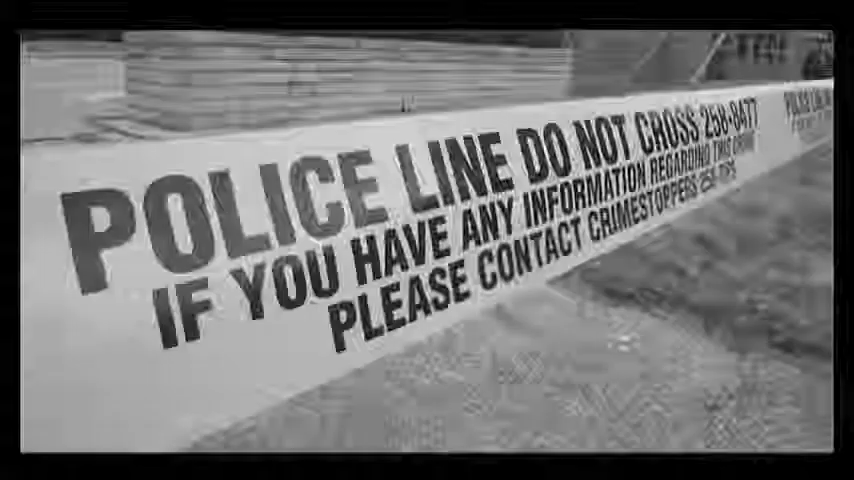 POLICE LINE DO NOT CROSS 258-8477
IF YOU HAVE ANY INFORMATION REGARDING THIS CRIME
PLEASE CONTACT CRIMESTOPPERS 258-TIPS
POLICE LINE